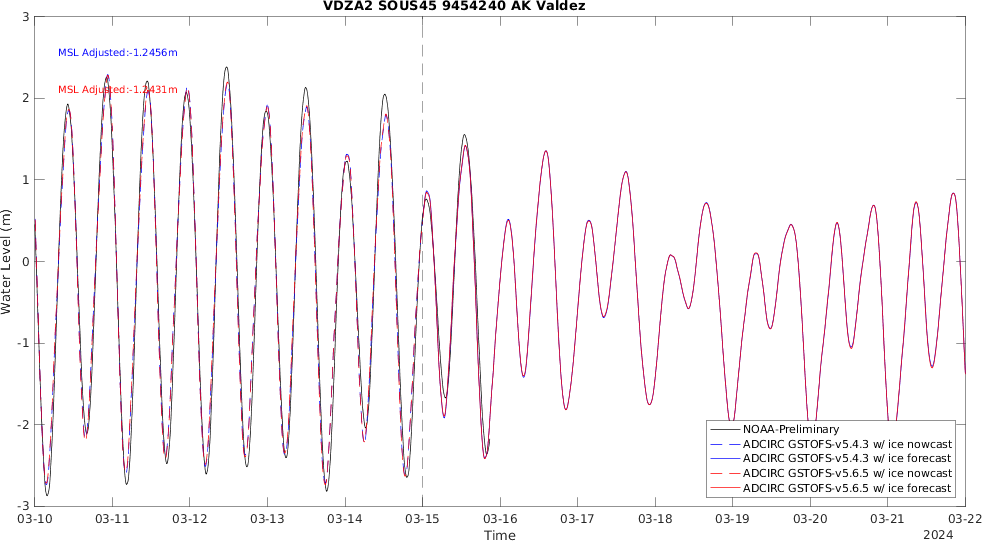 VDZA2 SOUS45 9454240 AK Valdez
MSL Adjusted:-1.2456m
MSL Adjusted:-1.2431m
3
2
1
0
-1
-2
-3
Water Level (m)
NOAA-Preliminary
ADCIRC GSTOFS-v5.4.3 w/ ice nowcast
ADCIRC GSTOFS-v5.4.3 w/ ice forecast
ADCIRC GSTOFS-v5.6.5 w/ ice nowcast
ADCIRC GSTOFS-v5.6.5 w/ ice forecast
03-10 03-11 03-12 03-13 03-14 03-15 03-16 03-17 03-18 03-19 03-20 03-21 03-22
Time
2024